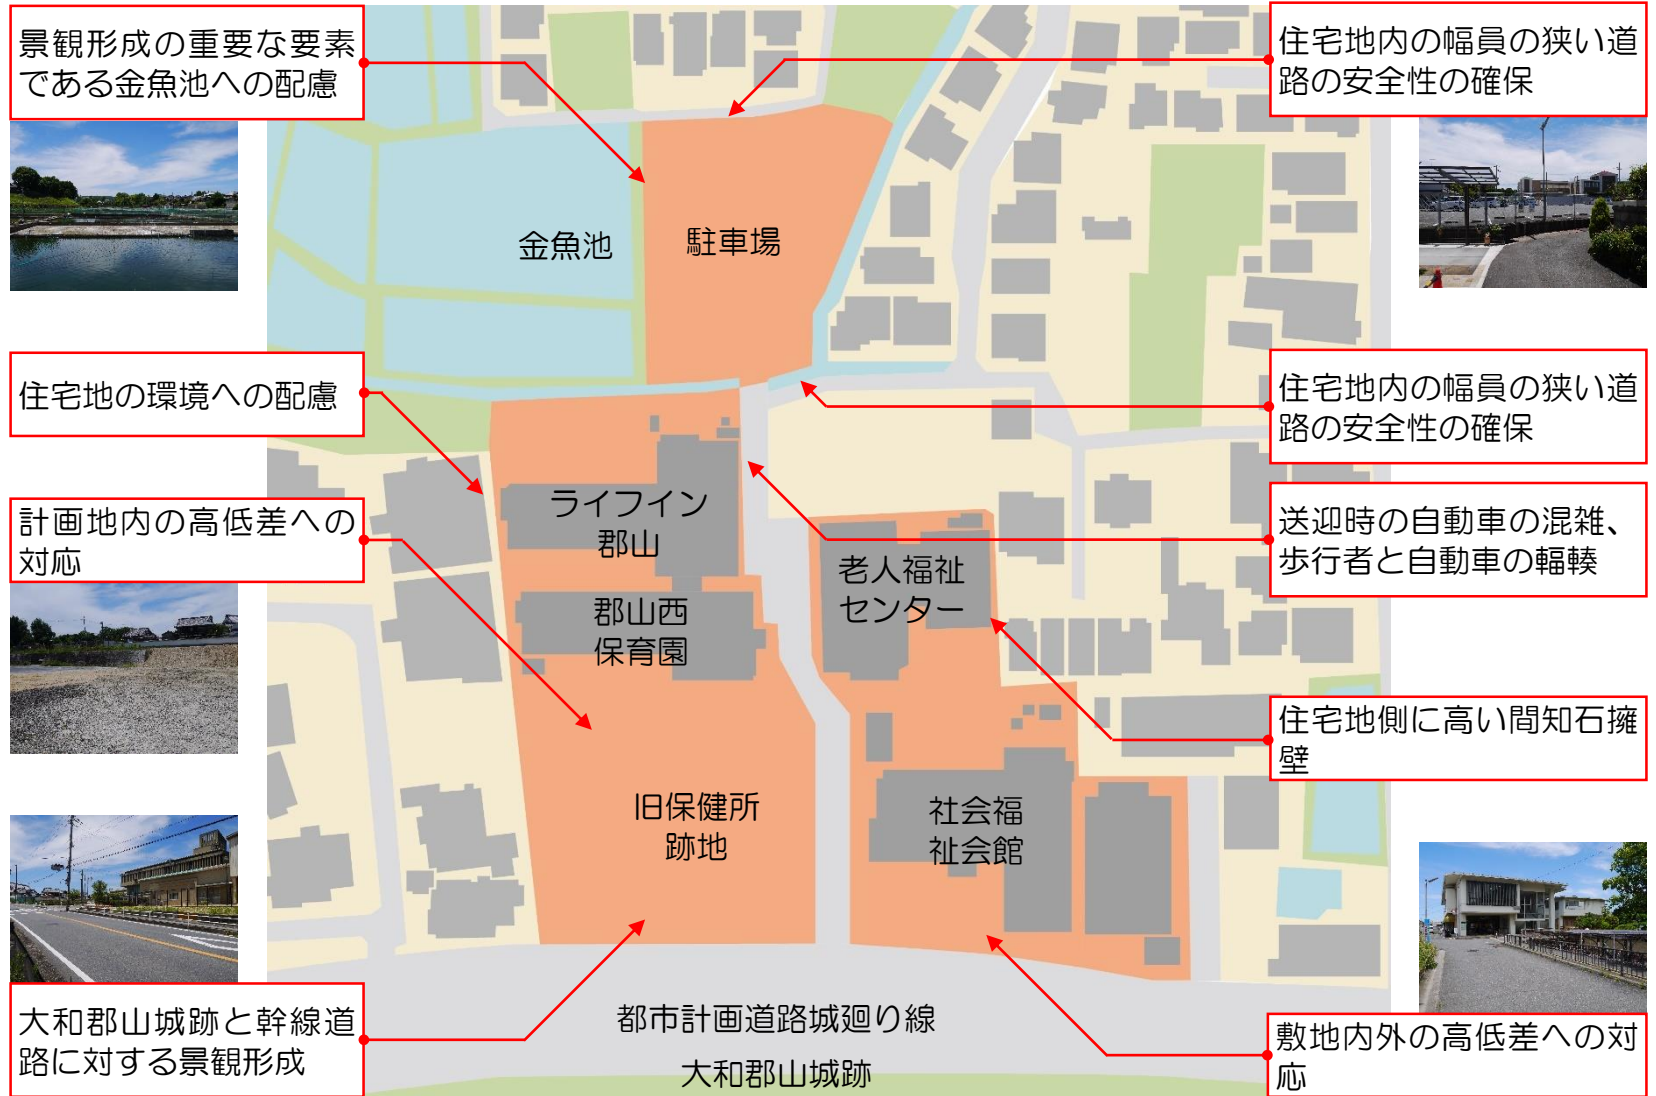 景観形成の重要な要素
である金魚池への配慮
住宅地の環境への配慮
計画地内の高低差への
対応
大和郡山城跡と幹線道
路に対する景観形成
金魚池
駐車場
ライフイン
郡山
郡山西
保育園
旧保健所
跡地
老人福祉
センター
社会福
祉会館
都市計画道路城廻り線
大和郡山城跡
住宅地内の幅員の狭い道
路の安全性の確保
住宅地内の幅員の狭い道
路の安全性の確保
送迎時の自動車の混雑、
歩行者と自動車の輻輳
住宅地側に高い間知石擁
壁
敷地内外の高低差への対
応